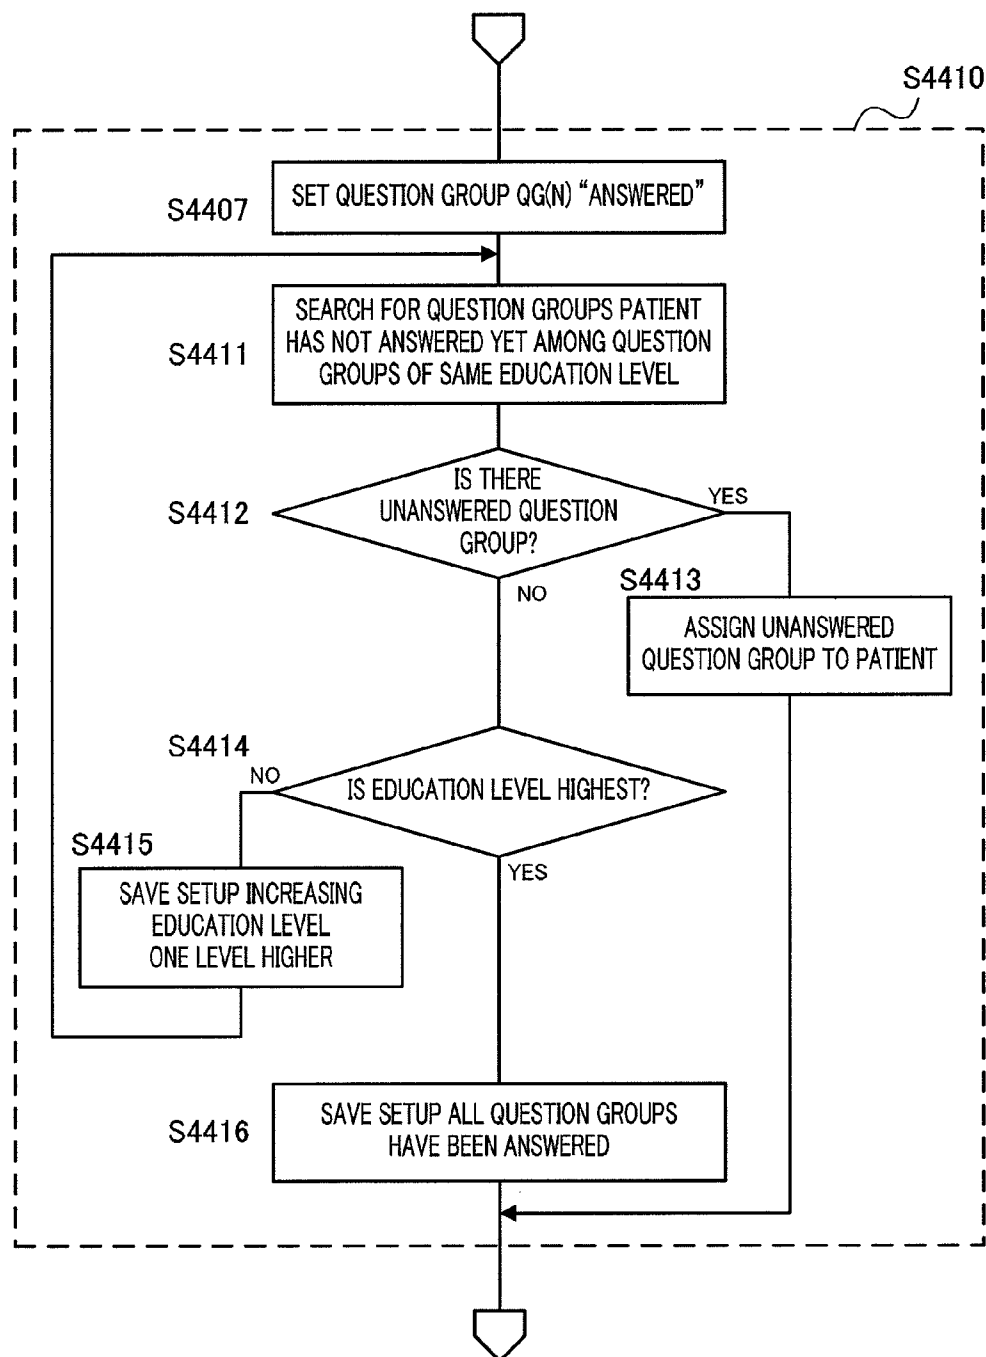 S4410
SET QUESTION GROUP QG(N) “ANSWERED”
S4407
SEARCH FOR QUESTION GROUPS PATIENT
HAS NOT ANSWERED YET AMONG QUESTION
GROUPS OF SAME EDUCATION LEVEL
S4411
IS THERE
UNANSWERED QUESTION
GROUP?
S4412
YES
NO
S4413
ASSIGN UNANSWERED
QUESTION GROUP TO PATIENT
S4414
NO
IS EDUCATION LEVEL HIGHEST?
YES
S4415
SAVE SETUP INCREASING
EDUCATION LEVEL
ONE LEVEL HIGHER
SAVE SETUP ALL QUESTION GROUPS
HAVE BEEN ANSWERED
S4416